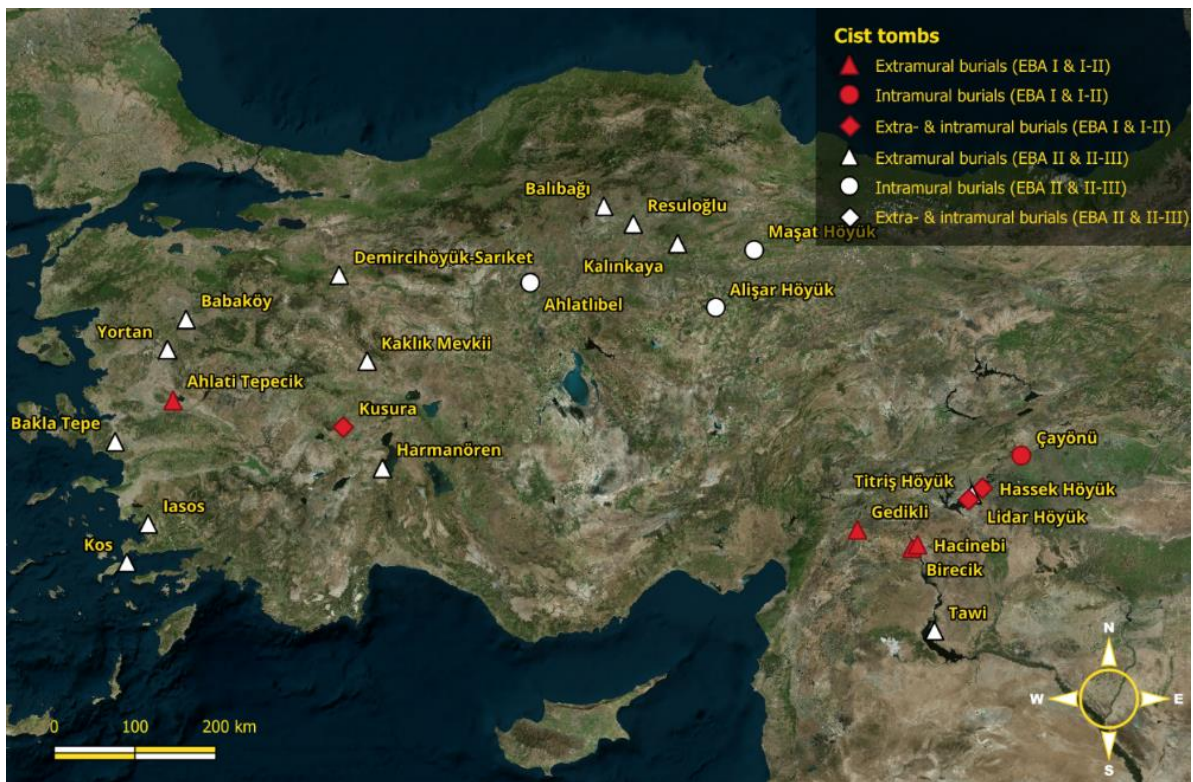 Cist tombs
Extramural burials (EBA I & I-II)
Intramural burials (EBA I & I-II)
Extra- & intramural burials (EBA I & I-II)
Extramural burials (EBA II & II-III)
Intramural burials (EBA II & II-III)
Extra- & intramural burials (EBA II & II-III)
Balıbağı
Resuloğlu
Maşat Höyük
Kalınkaya
Demircihöyük-Sarıket
Alişar Höyük
Ahlatlıbel
Babaköy
Yortan
Kaklık Mevkii
Ahlati Tepecik
Kusura
Bakla Tepe
Harmanören
Çayönü
Titriş Höyük
Hassek Höyük
Lidar Höyük
Gedikli
Iasos
Kos
Hacinebi
Birecik
Tawi
N
W
E
S
0 100 200 km